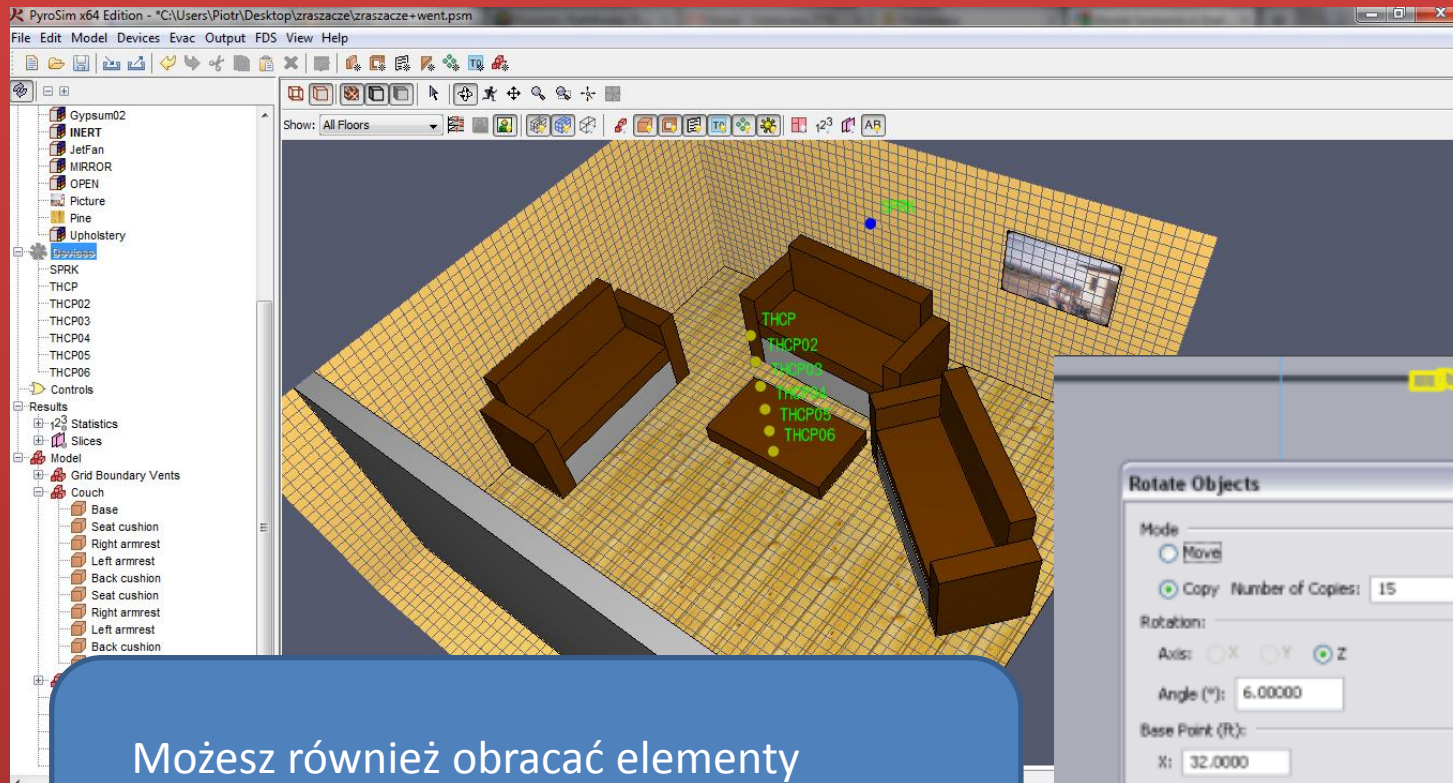 PyroSim x64 Edition - *C:\Users\Piotr\Desktop\zraszacze\zraszacze+went.psm
File Edit Model Devices Evac Output FDS View Help
Show: All Floors
Gypsum02
INERT
JetFan
MIRROR
OPEN
Picture
Pine
Upholstery
Devices
SPRK
THCP
THCP02
THCP03
THCP04
THCP05
THCP06
Controls
Results
Statistics
Slices
Model
Grid Boundary Vents
Couch
Base
Seat cushion
Right armrest
Left armrest
Back cushion
Seat cushion
Right armrest
Left armrest
Back cushion
SPRK
THCP
THCP02
THCP03
THCP04
THCP05
THCP06
Rotate Objects
Mode
Move
Copy Number of Copies: 15
Rotation:
Axis: X Y Z
Angle (°): 6.00000
Base Point (ft):
X: 32.0000
Możesz również obracać elementy